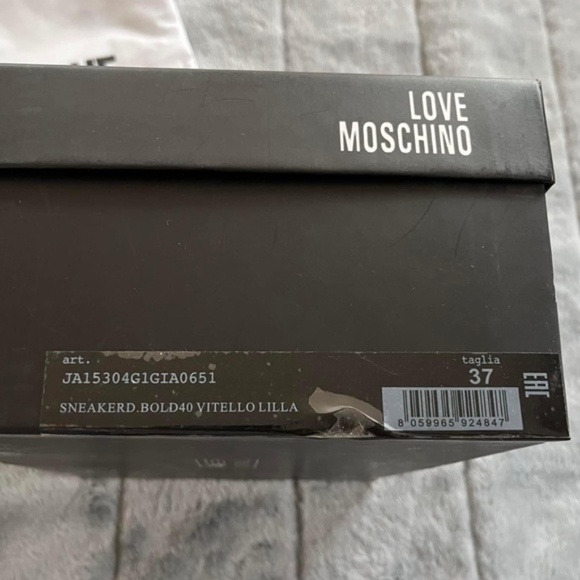 LOVE
MOSCHINO
art.
JA15304G1GIA0651
SNEAKERD.BOLD40 VITELLO LILLA
taglia
37
8 059965 924847
EAC